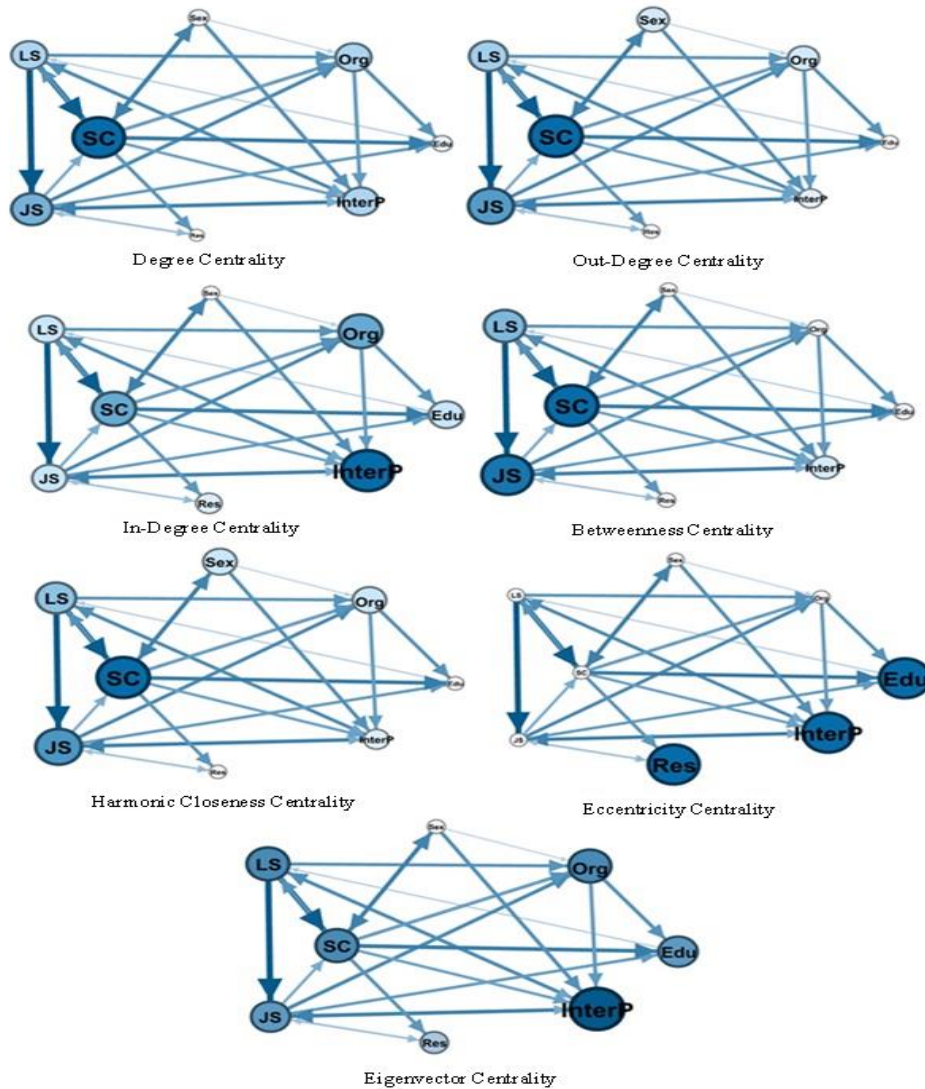 Sex Sex
LS Org LS Org
SC SC
Edu Edu
JS InterP JS InterP
Res Res
Degree Centrality Out-Degree Centrality
Sex Sex
LS Org LS Org
SC SC
Edu Edu
JS InterP JS InterP
Res Res
In-Degree Centrality Betweenness Centrality
Sex Sex
LS Org LS Org
SC SC
Edu Edu
JS InterP JS InterP
Res Res
Harmonic Closeness Centrality Eccentricity Centrality
Sex
LS Org
SC Edu
JS InterP
Res
Eigenvector Centrality